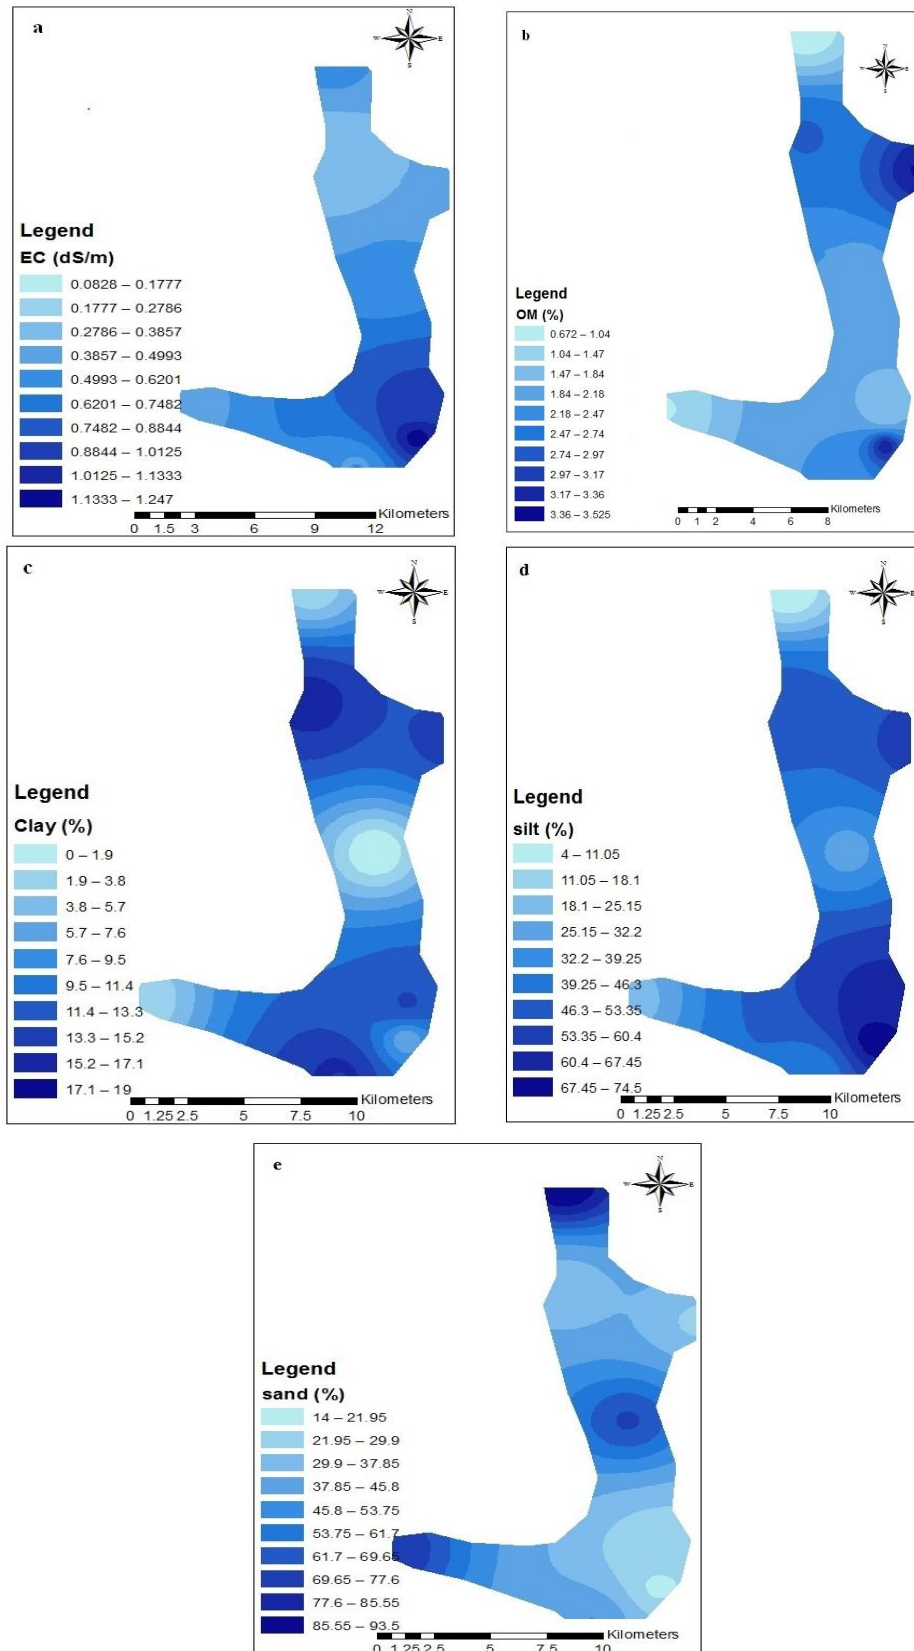 a
N
W E
S
Legend
EC (dS/m)
0.0828 – 0.1777
0.1777 – 0.2786
0.2786 – 0.3857
0.3857 – 0.4993
0.4993 – 0.6201
0.6201 – 0.7482
0.7482 – 0.8844
0.8844 – 1.0125
1.0125 – 1.1333
1.1333 – 1.247
Kilometers
0 1.5 3 6 9 12
b
N
W E
S
Legend
OM (%)
0.672 – 1.04
1.04 – 1.47
1.47 – 1.84
1.84 – 2.18
2.18 – 2.47
2.47 – 2.74
2.74 – 2.97
2.97 – 3.17
3.17 – 3.36
3.36 – 3.525
Kilometers
0 1 2 4 6 8
c
N
W E
S
Legend
Clay (%)
0 – 1.9
1.9 – 3.8
3.8 – 5.7
5.7 – 7.6
7.6 – 9.5
9.5 – 11.4
11.4 – 13.3
13.3 – 15.2
15.2 – 17.1
17.1 – 19
Kilometers
0 1.25 2.5 5 7.5 10
d
N
W E
S
Legend
silt (%)
4 – 11.05
11.05 – 18.1
18.1 – 25.15
25.15 – 32.2
32.2 – 39.25
39.25 – 46.3
46.3 – 53.35
53.35 – 60.4
60.4 – 67.45
67.45 – 74.5
Kilometers
0 1.25 2.5 5 7.5 10
e
N
W E
S
Legend
sand (%)
14 – 21.95
21.95 – 29.9
29.9 – 37.85
37.85 – 45.8
45.8 – 53.75
53.75 – 61.7
61.7 – 69.65
69.65 – 77.6
77.6 – 85.55
85.55 – 93.5
Kilometers
0 1.25 2.5 5 7.5 10